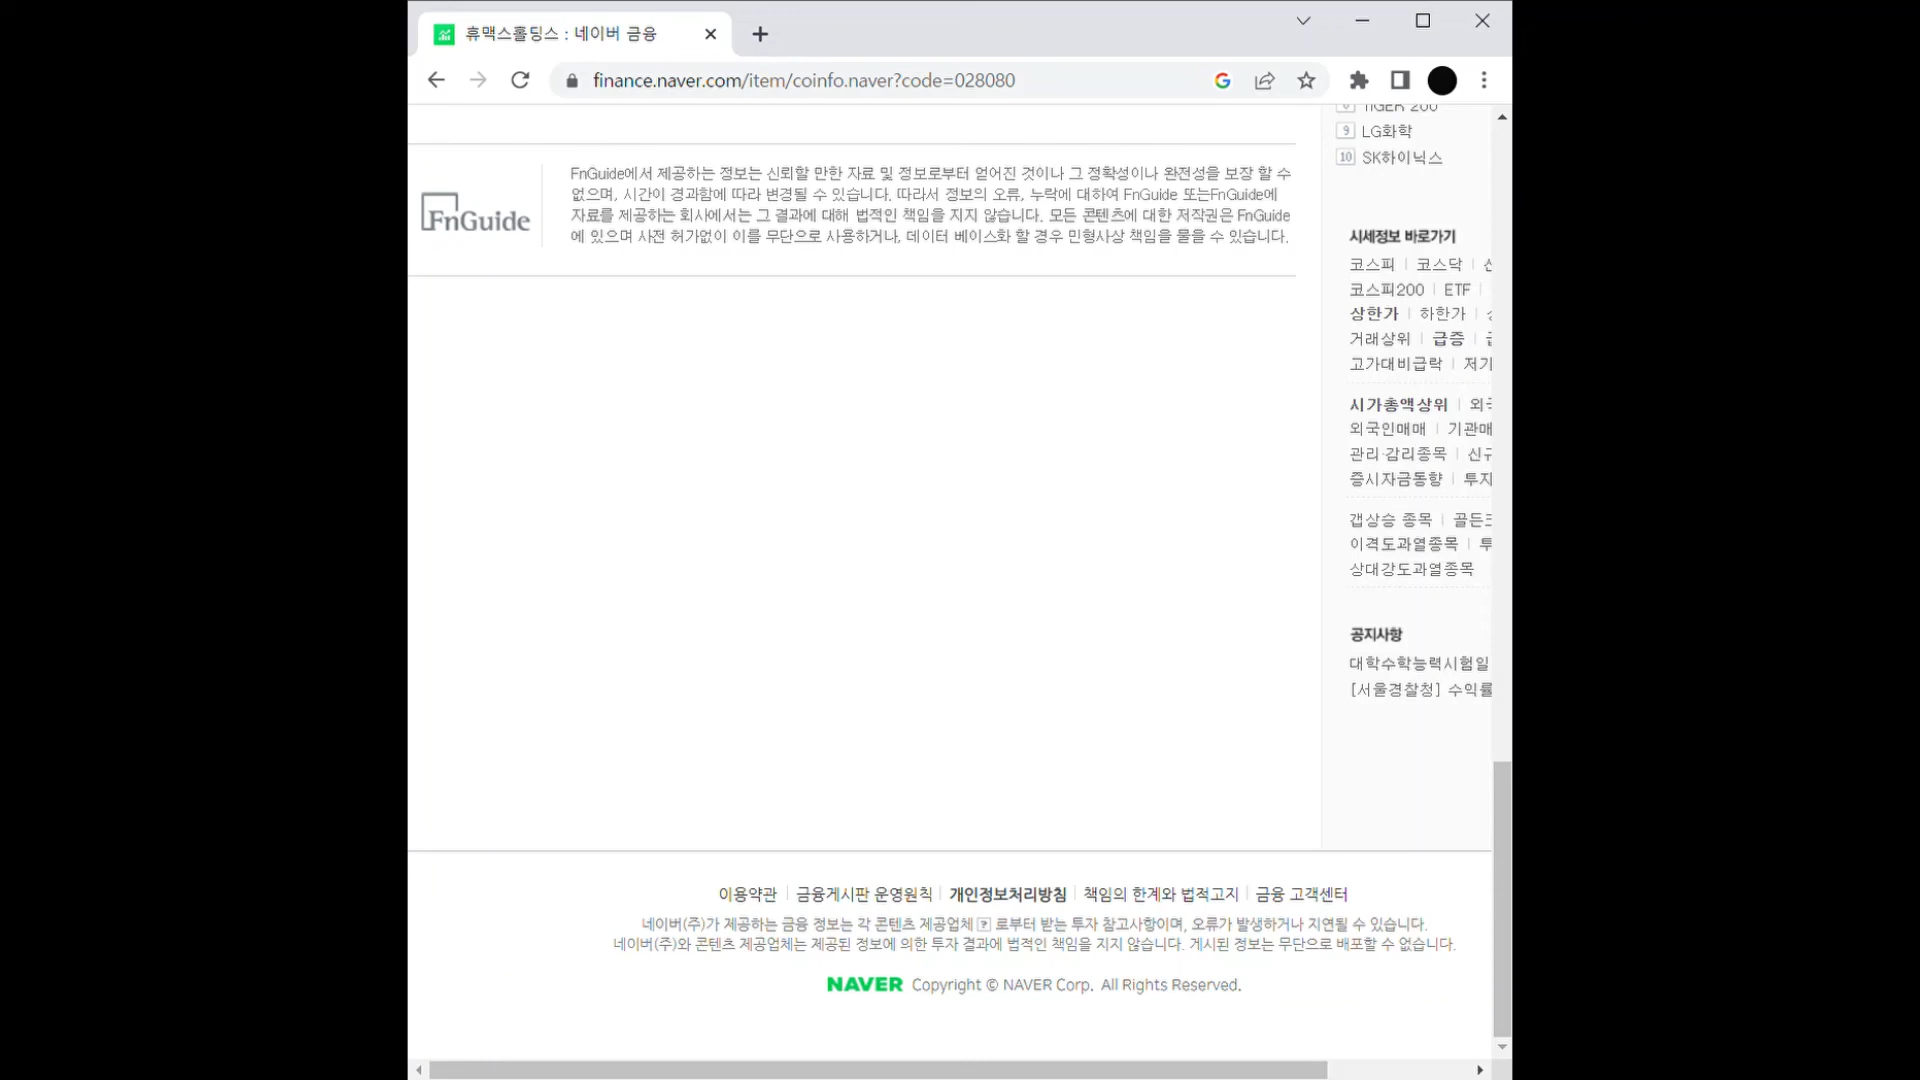 휴맥스홀딩스 : 네이버 금융
finance.naver.com/item/coinfo.naver?code=028080
FnGuide
FnGuide에서 제공하는 정보는 신뢰할 만한 자료 및 정보로부터 얻어진 것이나 그 정확성이나 완전성을 보장 할 수
없으며, 시간이 경과함에 따라 변경될 수 있습니다. 따라서 정보의 오류, 누락에 대하여 FnGuide 또는FnGuide에
자료를 제공하는 회사에서는 그 결과에 대해 법적인 책임을 지지 않습니다. 모든 콘텐츠에 대한 저작권은 FnGuide
에 있으며 사전 허가없이 이를 무단으로 사용하거나, 데이터 베이스화 할 경우 민형사상 책임을 물을 수 있습니다.
TIGER 200
9 LG화학
10 SK하이닉스
시세정보 바로가기
코스피 | 코스닥 |
코스피200 | ETF |
상한가 | 하한가 |
거래상위 | 급증 |
고가대비급락 | 저가
시가총액상위 | 외국
외국인매매 | 기관매
관리·감리종목 | 신규
증시자금동향 | 투자
갭상승 종목 | 골든크
이격도과열종목 | 투
상대강도과열종목
공지사항
대학수학능력시험일
[서울경찰청] 수익률
이용약관 | 금융게시판 운영원칙 | 개인정보처리방침 | 책임의 한계와 법적고지 | 금융 고객센터
네이버(주)가 제공하는 금융 정보는 각 콘텐츠 제공업체 ? 로부터 받는 투자 참고사항이며, 오류가 발생하거나 지연될 수 있습니다.
네이버(주)와 콘텐츠 제공업체는 제공된 정보에 의한 투자 결과에 법적인 책임을 지지 않습니다. 게시된 정보는 무단으로 배포할 수 없습니다.
NAVER Copyright © NAVER Corp. All Rights Reserved.